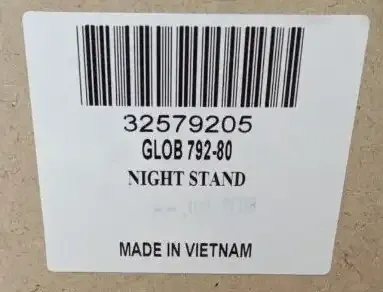 32579205
GLOB 792-80
NIGHT STAND
MADE IN VIETNAM